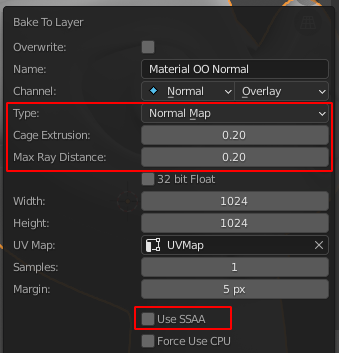 Bake To Layer
Overwrite:
Name: Material OO Normal
Channel: Normal Overlay
Type: Normal Map
Cage Extrusion: 0.20
Max Ray Distance: 0.20
32 bit Float
Width: 1024
Height: 1024
UV Map: UVMap
Samples: 1
Margin: 5 px
Use SSAA
Force Use CPU